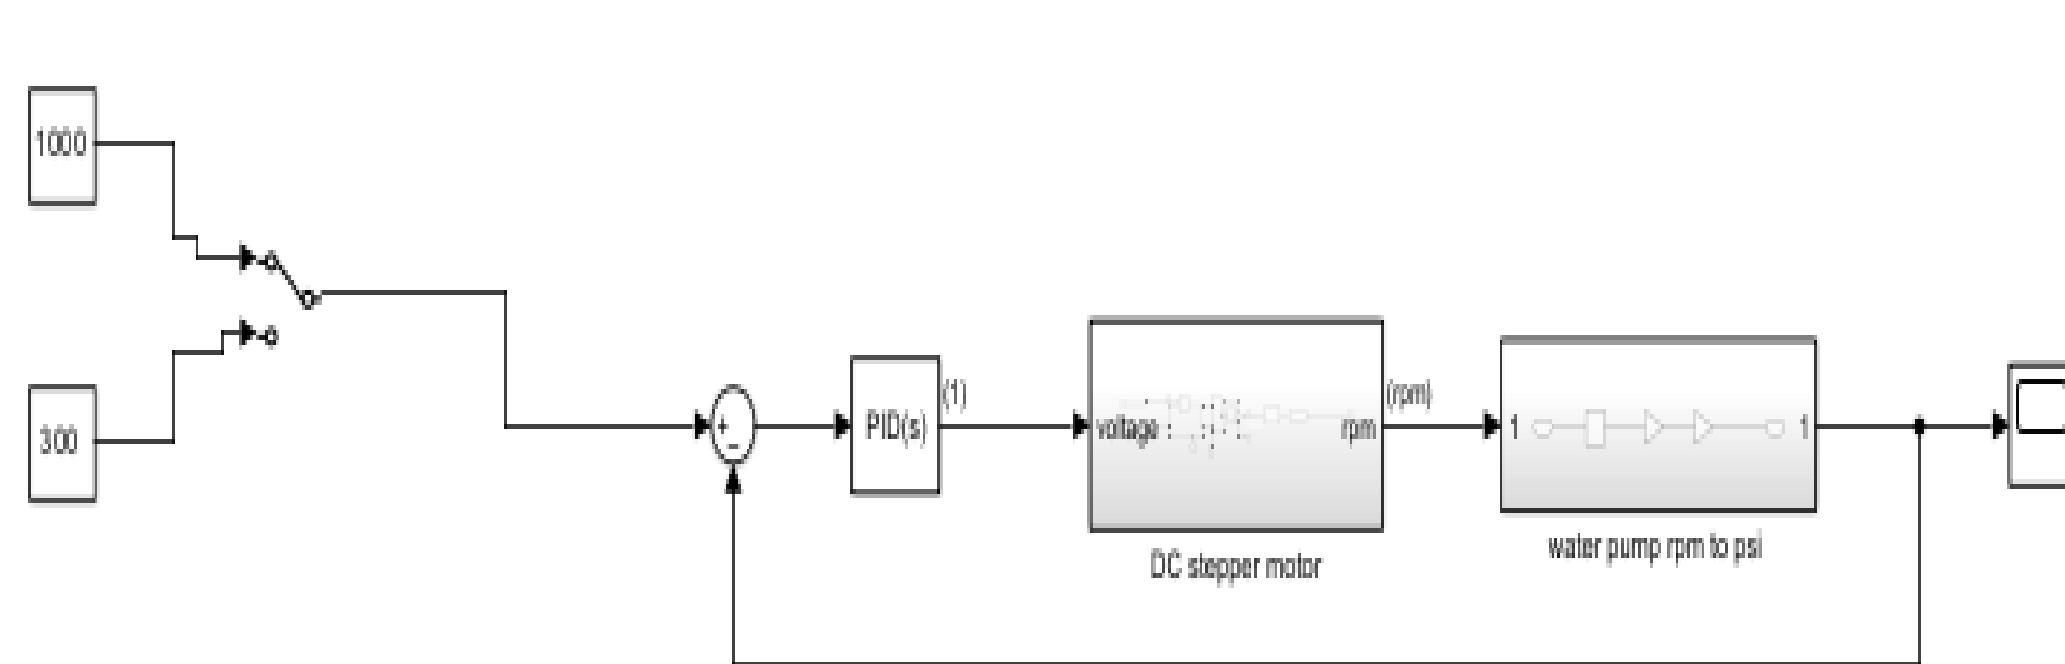 1000
300
+
−
PID(s)
(1)
voltage
rpm
(rpm)
1
1
DC stepper motor
water pump rpm to psi